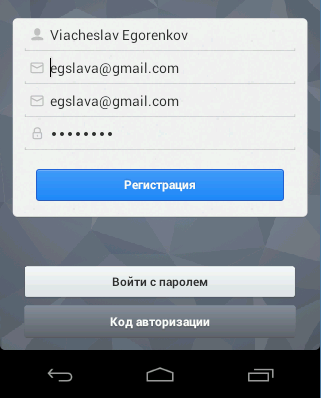 Viacheslav Egorenkov
egslava@gmail.com
egslava@gmail.com
••••••••
Регистрация
Войти с паролем
Код авторизации